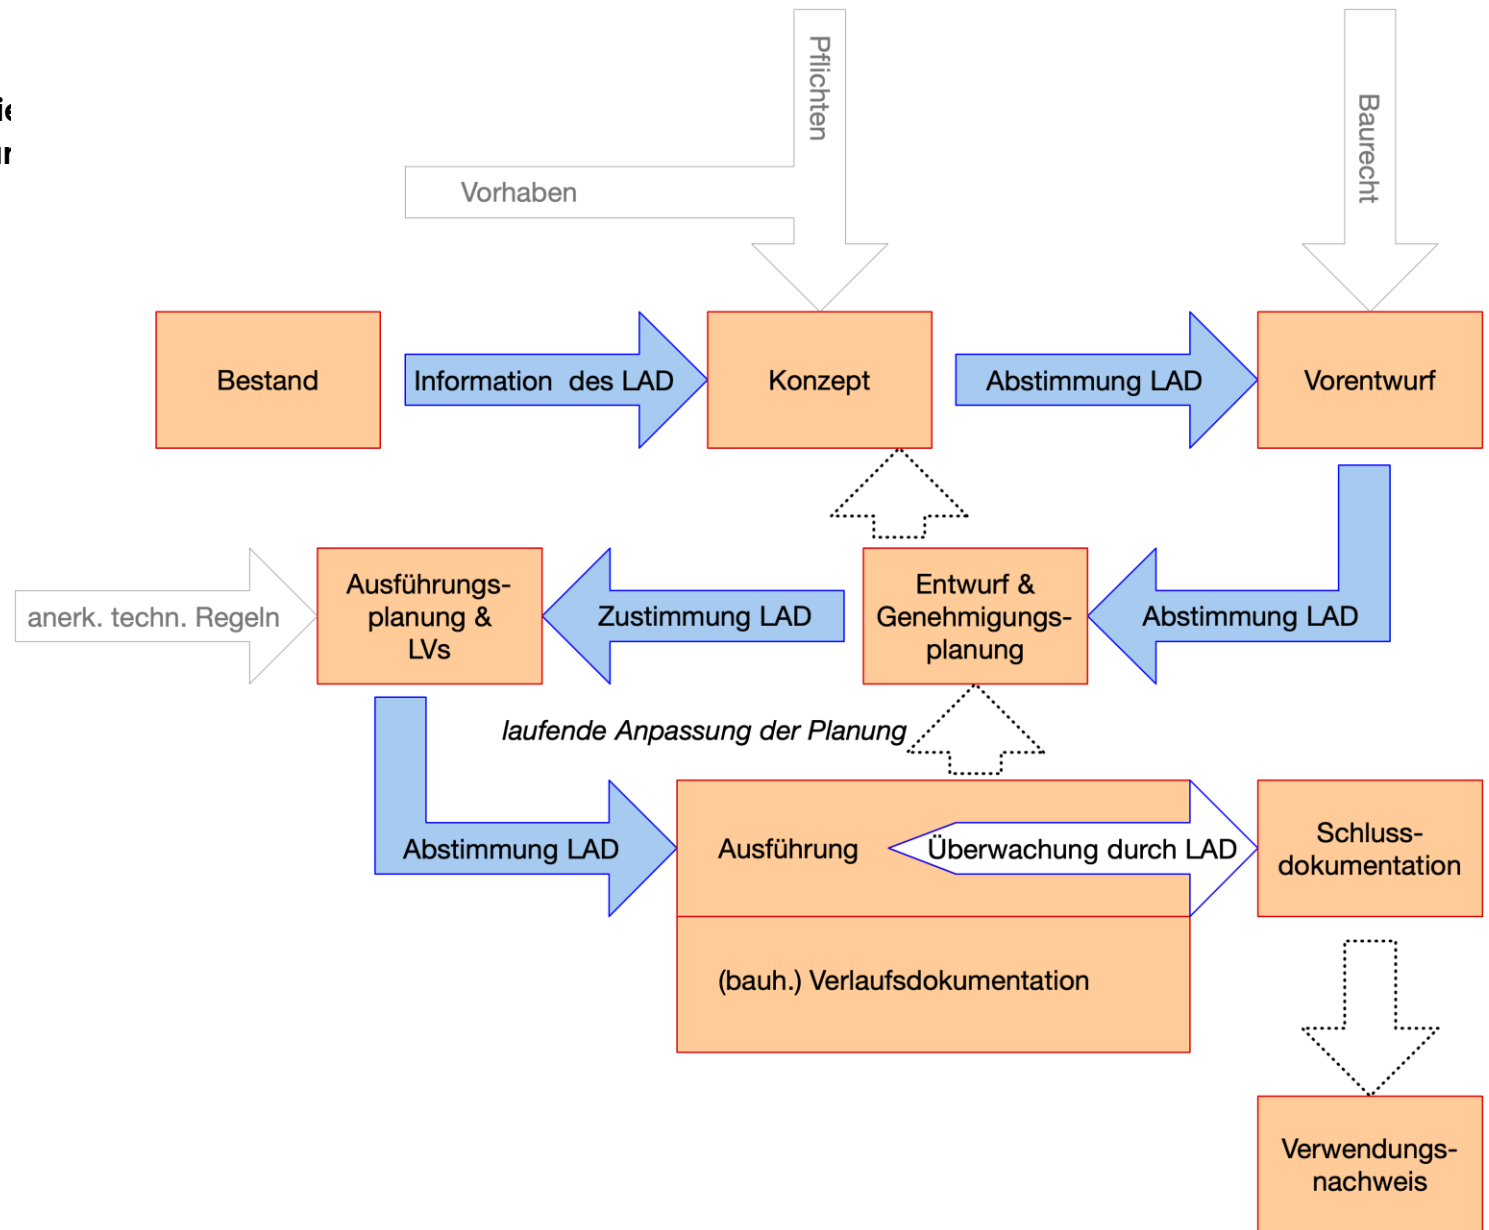 Pflichten
Baurecht
Vorhaben
Bestand
Information des LAD
Konzept
Abstimmung LAD
Vorentwurf
anerk. techn. Regeln
Ausführungs-
planung &
LVs
Zustimmung LAD
Entwurf &
Genehmigungs-
planung
Abstimmung LAD
laufende Anpassung der Planung
Abstimmung LAD
Ausführung
Überwachung durch LAD
Schluss-
dokumentation
(bauh.) Verlaufsdokumentation
Verwendungs-
nachweis